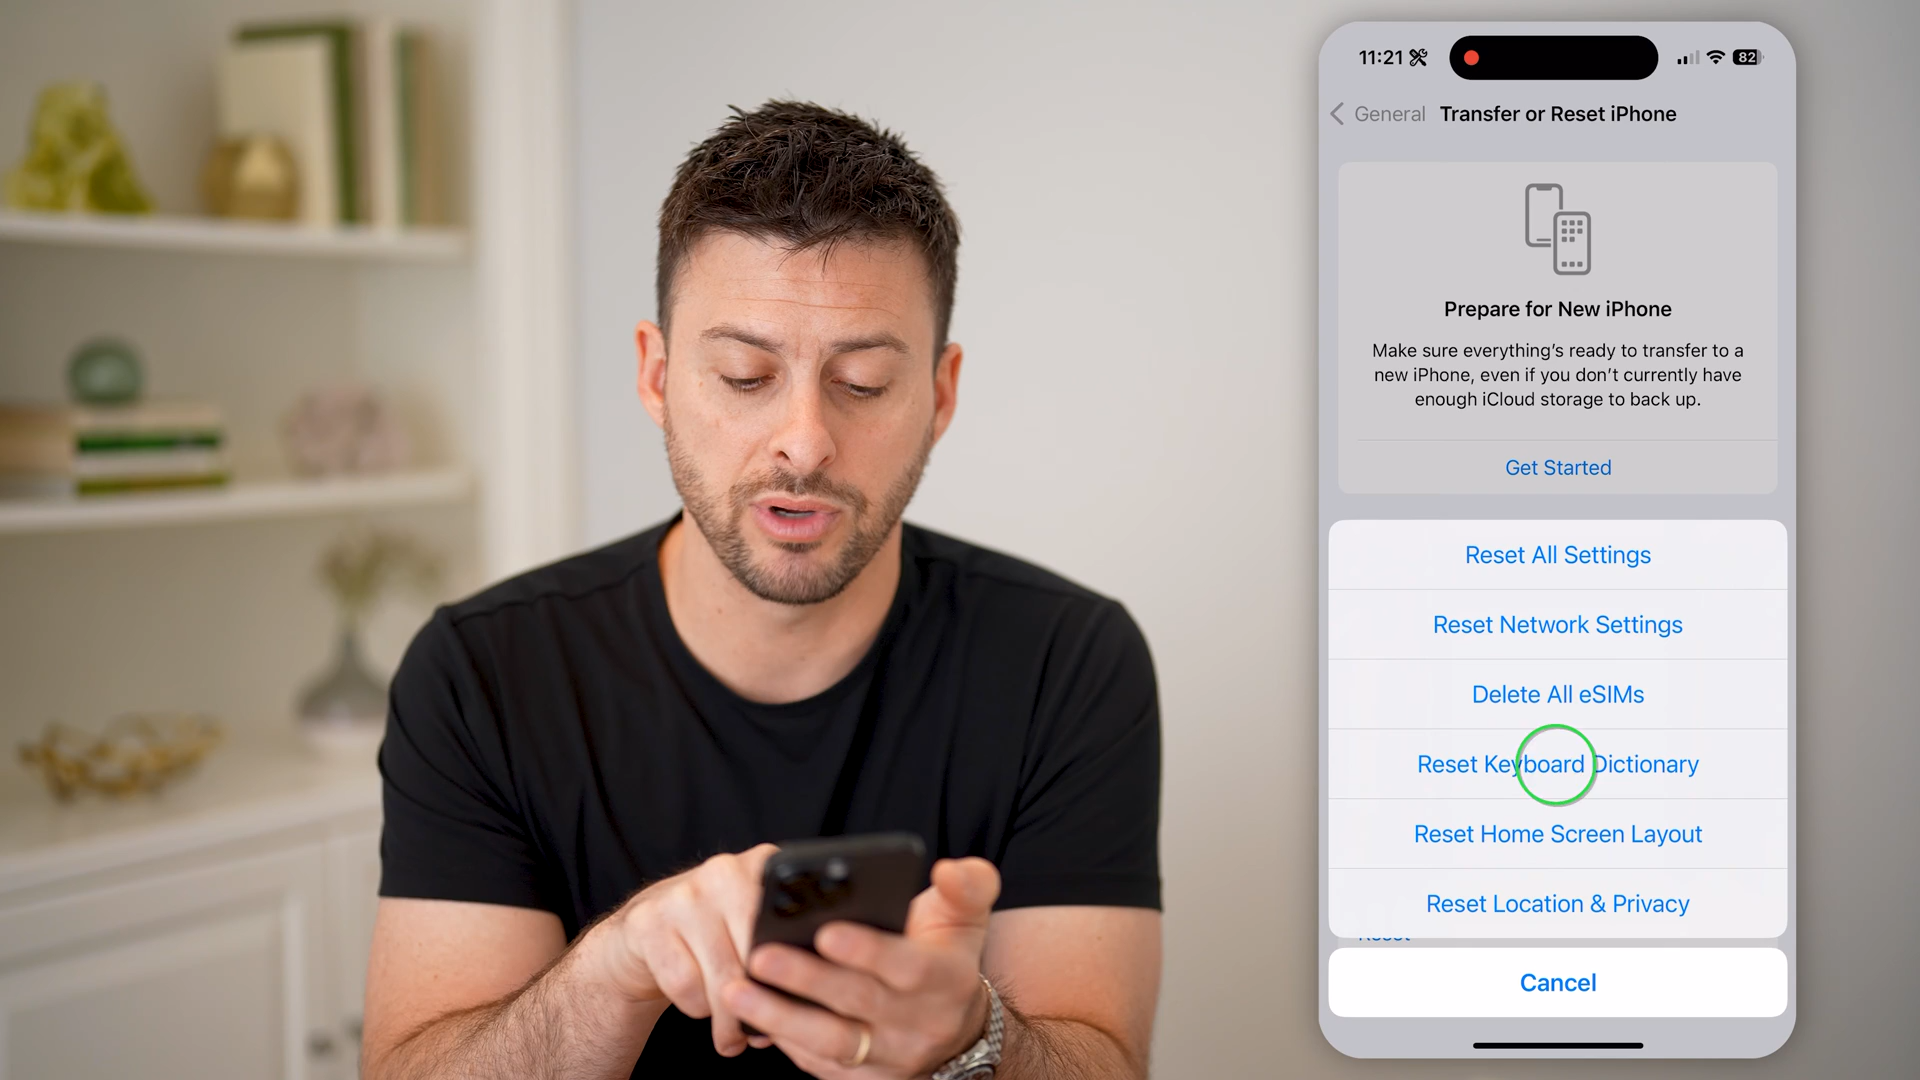 11:21
82
General Transfer or Reset iPhone
Prepare for New iPhone
Make sure everything's ready to transfer to a
new iPhone, even if you don't currently have
enough iCloud storage to back up.
Get Started
Reset All Settings
Reset Network Settings
Delete All eSIMs
Reset Keyboard Dictionary
Reset Home Screen Layout
Reset Location & Privacy
Reset
Cancel